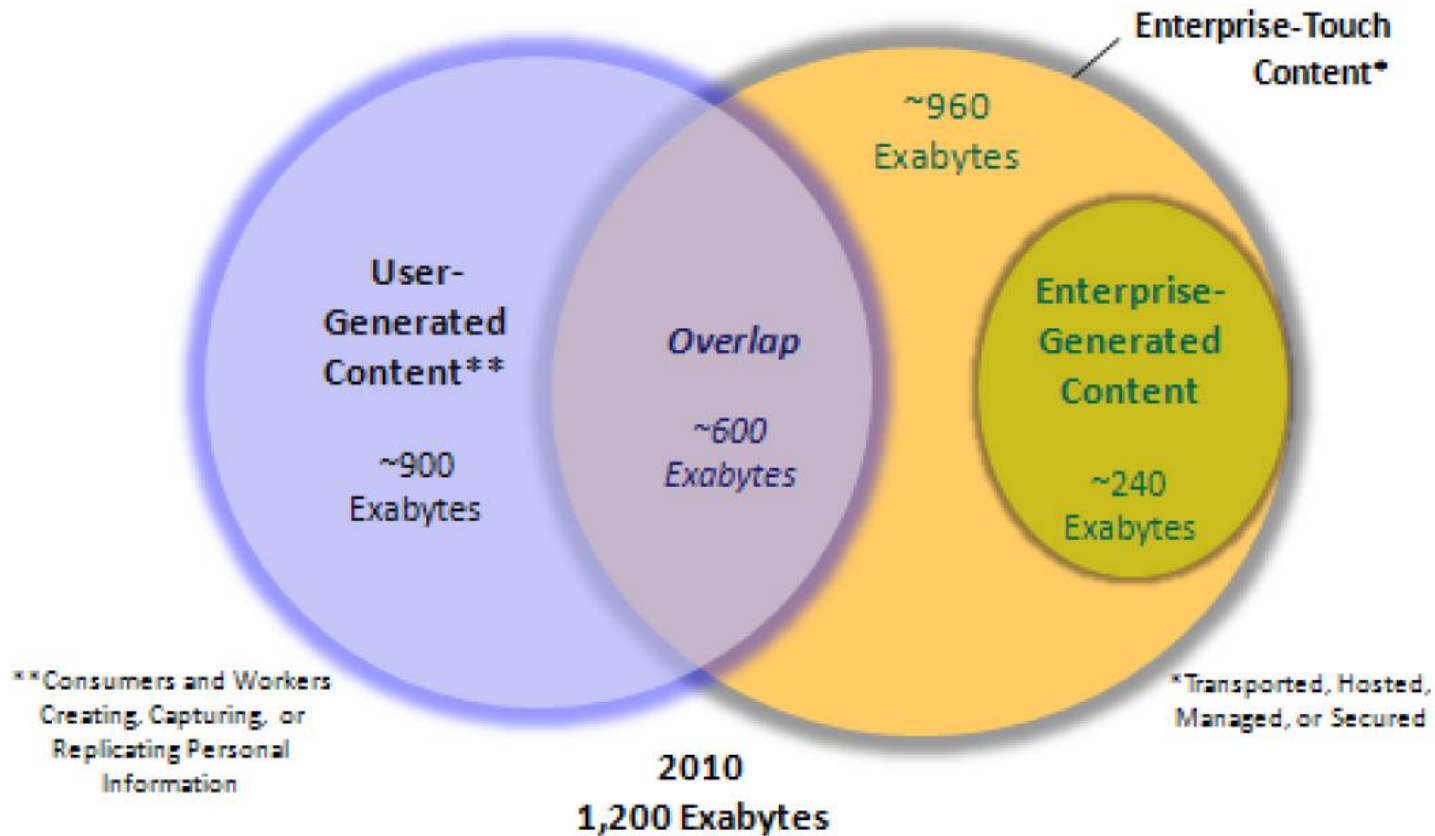 Enterprise-Touch
Content*
~960
Exabytes
User-
Generated
Content**
~900
Exabytes
Overlap
~600
Exabytes
Enterprise-
Generated
Content
~240
Exabytes
**Consumers and Workers
Creating, Capturing, or
Replicating Personal
Information
*Transported, Hosted,
Managed, or Secured
2010
1,200 Exabytes